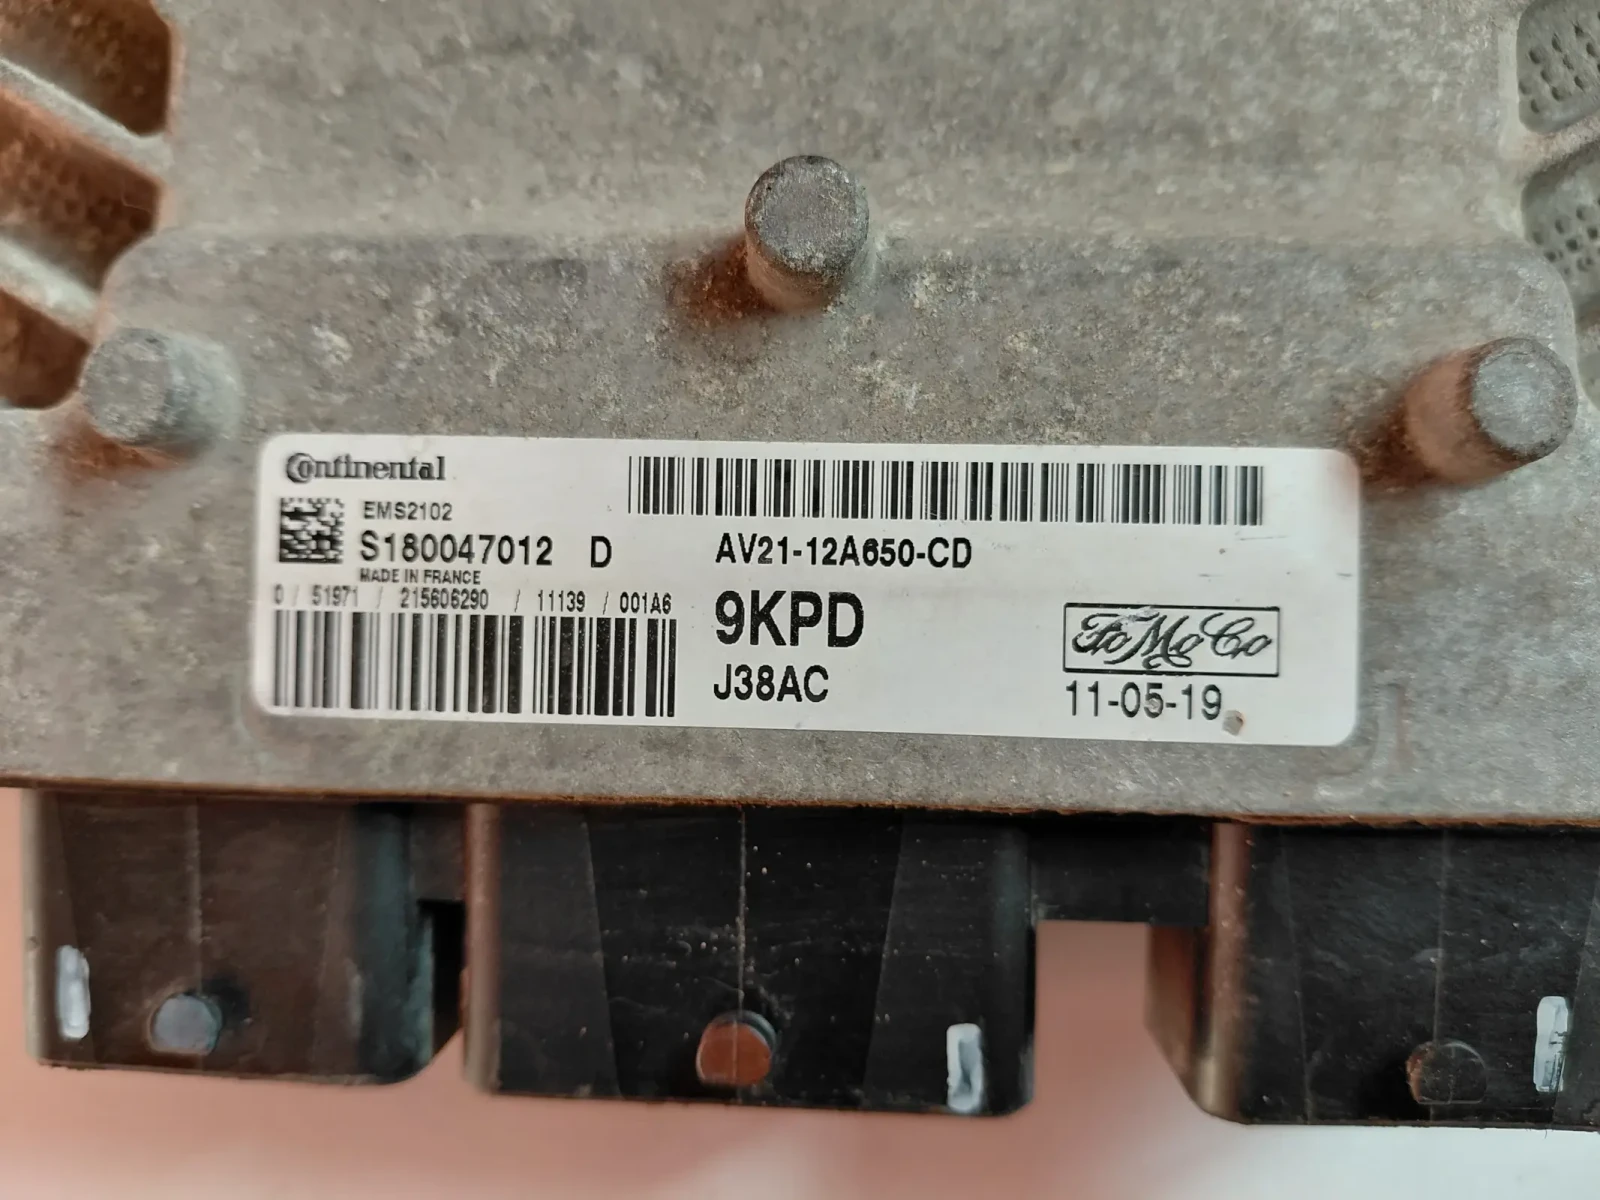 Continental
EMS2102
S180047012 D
MADE IN FRANCE
0 / 51971 / 215606290 / 11139 / 001A6
AV21-12A650-CD
9KPD
J38AC
FoMoCo
11-05-19